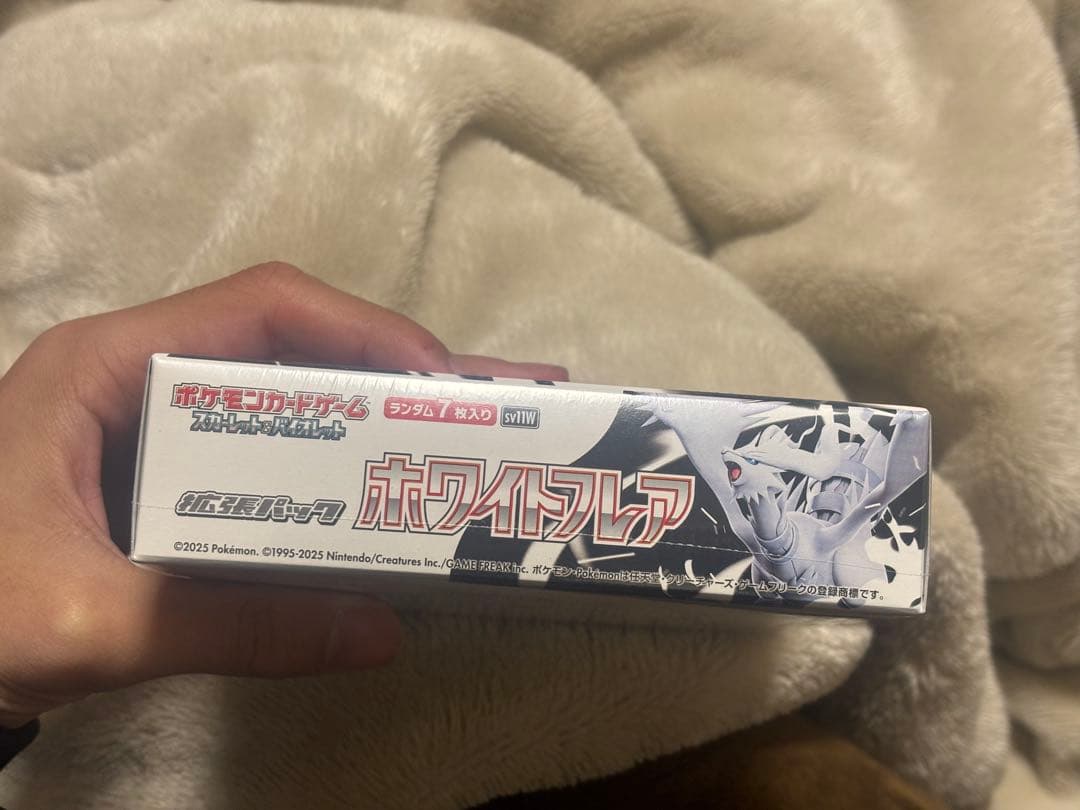 ポケモンカードゲーム
スカーレット&バイオレット
ランダム7枚入り
sv11W
拡張パック
ホワイトフレア
©2025 Pokémon. ©1995-2025 Nintendo/Creatures Inc./GAME FREAK inc. ポケモン・Pokémonは任天堂・クリーチャーズ・ゲームフリークの登録商標です。